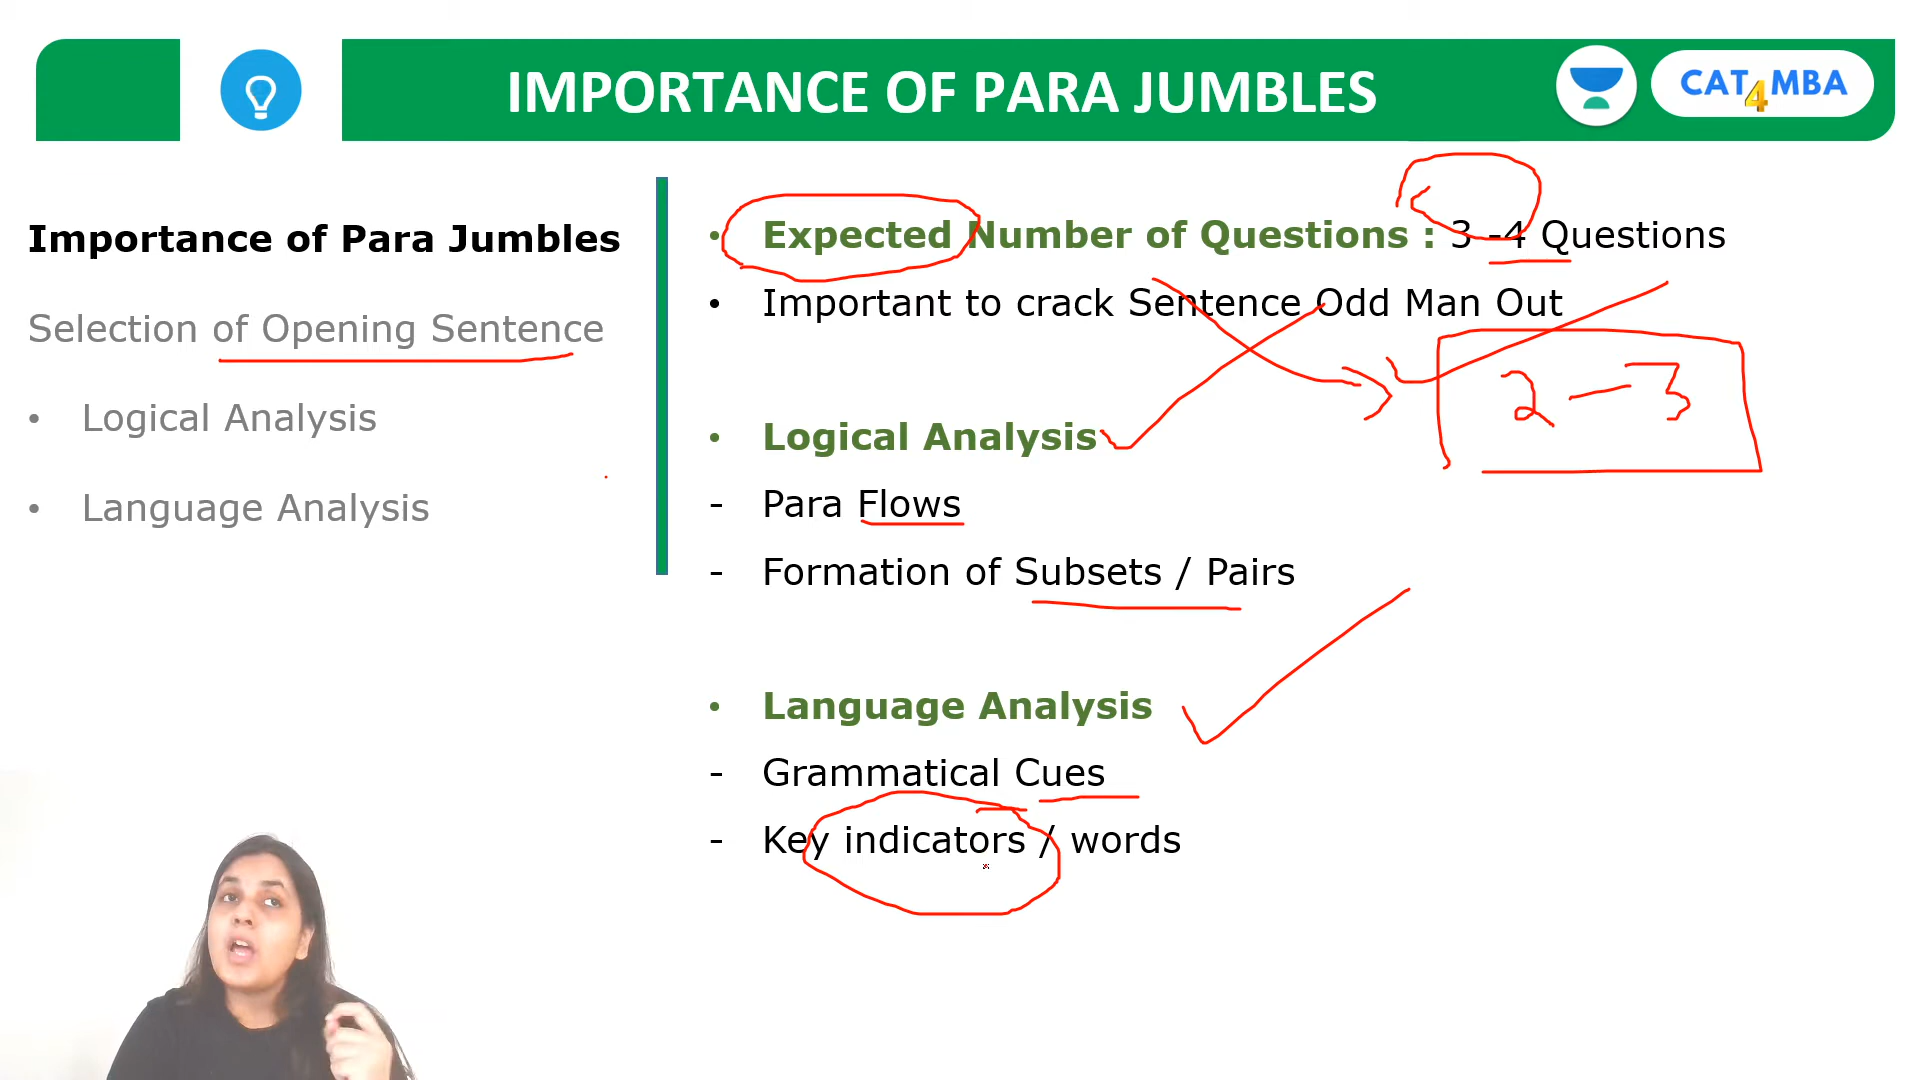 IMPORTANCE OF PARA JUMBLES
CAT4MBA
Importance of Para Jumbles
Selection of Opening Sentence
• Logical Analysis
• Language Analysis
• Expected Number of Questions : 3 -4 Questions
• Important to crack Sentence Odd Man Out
2 - 3
• Logical Analysis
- Para Flows
- Formation of Subsets / Pairs
• Language Analysis
- Grammatical Cues
- Key indicators / words